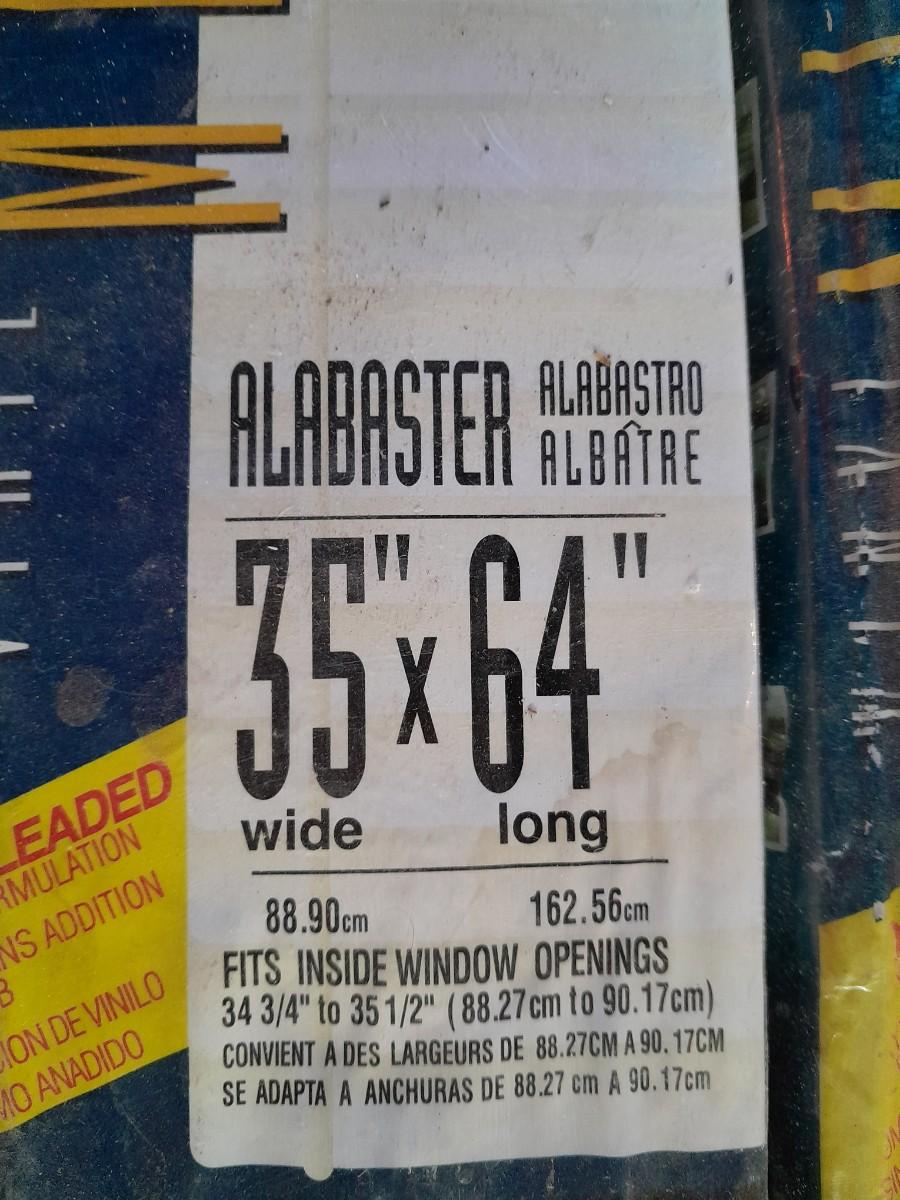 ALABASTER
ALABASTRO
ALBÂTRE
35" x 64"
wide long
88.90cm 162.56cm
FITS INSIDE WINDOW OPENINGS
34 3/4" to 35 1/2" (88.27cm to 90.17cm)
CONVIENT A DES LARGEURS DE 88.27CM A 90.17CM
SE ADAPTA A ANCHURAS DE 88.27 cm A 90.17cm
LEADED
RMULATION
NS ADDITION
B
ION DE VINILO
MO ANADIDO